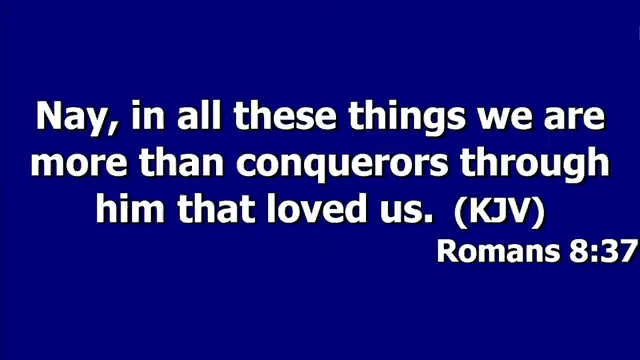 Nay, in all these things we are
more than conquerors through
him that loved us. (KJV)
Romans 8:37